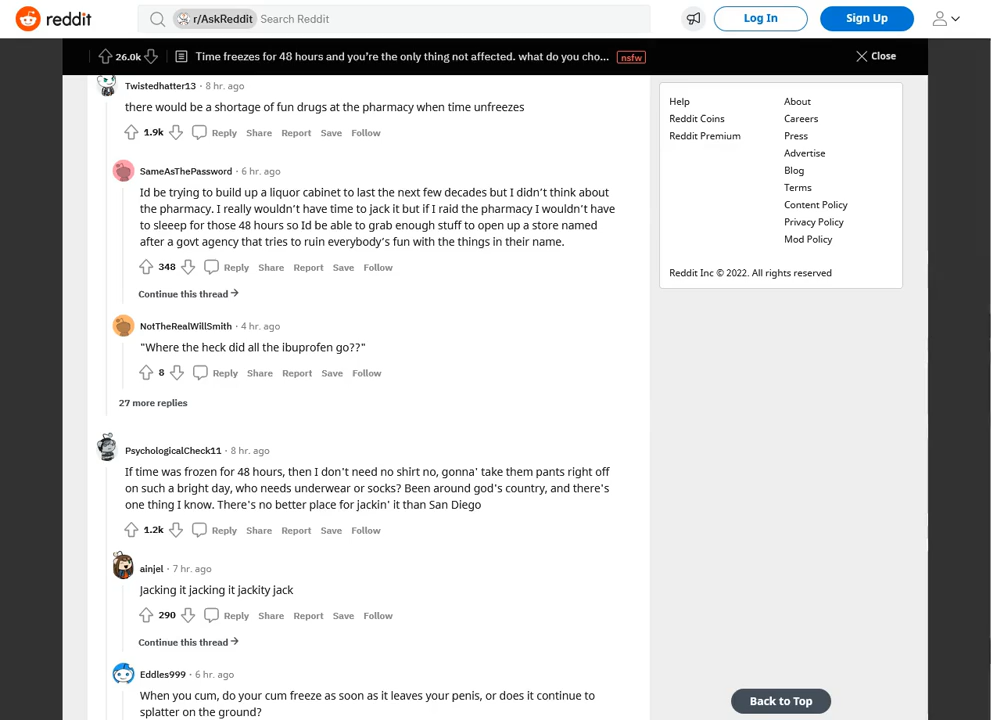 reddit
r/AskReddit Search Reddit
Log In
Sign Up
26.0k Time freezes for 48 hours and you're the only thing not affected. what do you cho... nsfw
Close
Twistedhatter13 · 8 hr. ago
there would be a shortage of fun drugs at the pharmacy when time unfreezes
1.9k Reply Share Report Save Follow
SameAsThePassword · 6 hr. ago
Id be trying to build up a liquor cabinet to last the next few decades but I didn't think about
the pharmacy. I really wouldn't have time to jack it but if I raid the pharmacy I wouldn't have
to sleeep for those 48 hours so Id be able to grab enough stuff to open up a store named
after a govt agency that tries to ruin everybody's fun with the things in their name.
348 Reply Share Report Save Follow
Continue this thread →
NotTheRealWillSmith · 4 hr. ago
"Where the heck did all the ibuprofen go??"
8 Reply Share Report Save Follow
27 more replies
PsychologicalCheck11 · 8 hr. ago
If time was frozen for 48 hours, then I don't need no shirt no, gonna' take them pants right off
on such a bright day, who needs underwear or socks? Been around god's country, and there's
one thing I know. There's no better place for jackin' it than San Diego
1.2k Reply Share Report Save Follow
ainjel · 7 hr. ago
Jacking it jacking it jackity jack
290 Reply Share Report Save Follow
Continue this thread →
Eddles999 · 6 hr. ago
When you cum, do your cum freeze as soon as it leaves your penis, or does it continue to
splatter on the ground?
Help
Reddit Coins
Reddit Premium
About
Careers
Press
Advertise
Blog
Terms
Content Policy
Privacy Policy
Mod Policy
Reddit Inc © 2022. All rights reserved
Back to Top